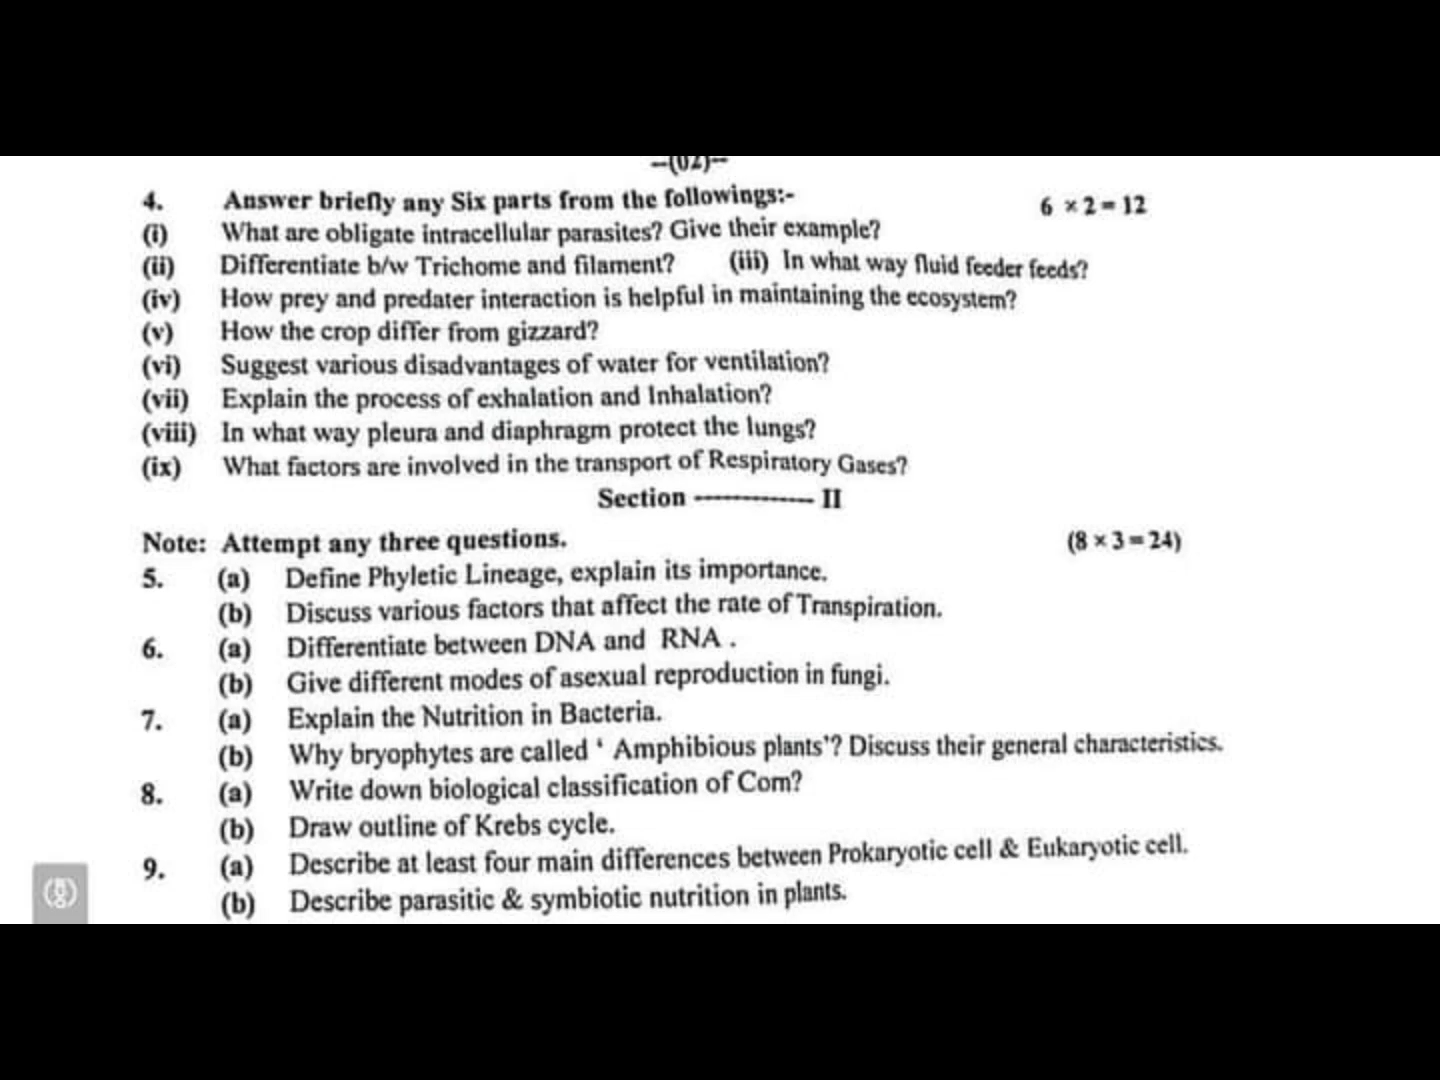 --(02)--
4. Answer briefly any Six parts from the followings:- 6 × 2 = 12
(i) What are obligate intracellular parasites? Give their example?
(ii) Differentiate b/w Trichome and filament? (iii) In what way fluid feeder feeds?
(iv) How prey and predater interaction is helpful in maintaining the ecosystem?
(v) How the crop differ from gizzard?
(vi) Suggest various disadvantages of water for ventilation?
(vii) Explain the process of exhalation and Inhalation?
(viii) In what way pleura and diaphragm protect the lungs?
(ix) What factors are involved in the transport of Respiratory Gases?
Section ------------- II
Note: Attempt any three questions. (8 × 3 = 24)
5. (a) Define Phyletic Lineage, explain its importance.
(b) Discuss various factors that affect the rate of Transpiration.
6. (a) Differentiate between DNA and RNA .
(b) Give different modes of asexual reproduction in fungi.
7. (a) Explain the Nutrition in Bacteria.
(b) Why bryophytes are called ‘ Amphibious plants’? Discuss their general characteristics.
8. (a) Write down biological classification of Corn?
(b) Draw outline of Krebs cycle.
9. (a) Describe at least four main differences between Prokaryotic cell & Eukaryotic cell.
(b) Describe parasitic & symbiotic nutrition in plants.